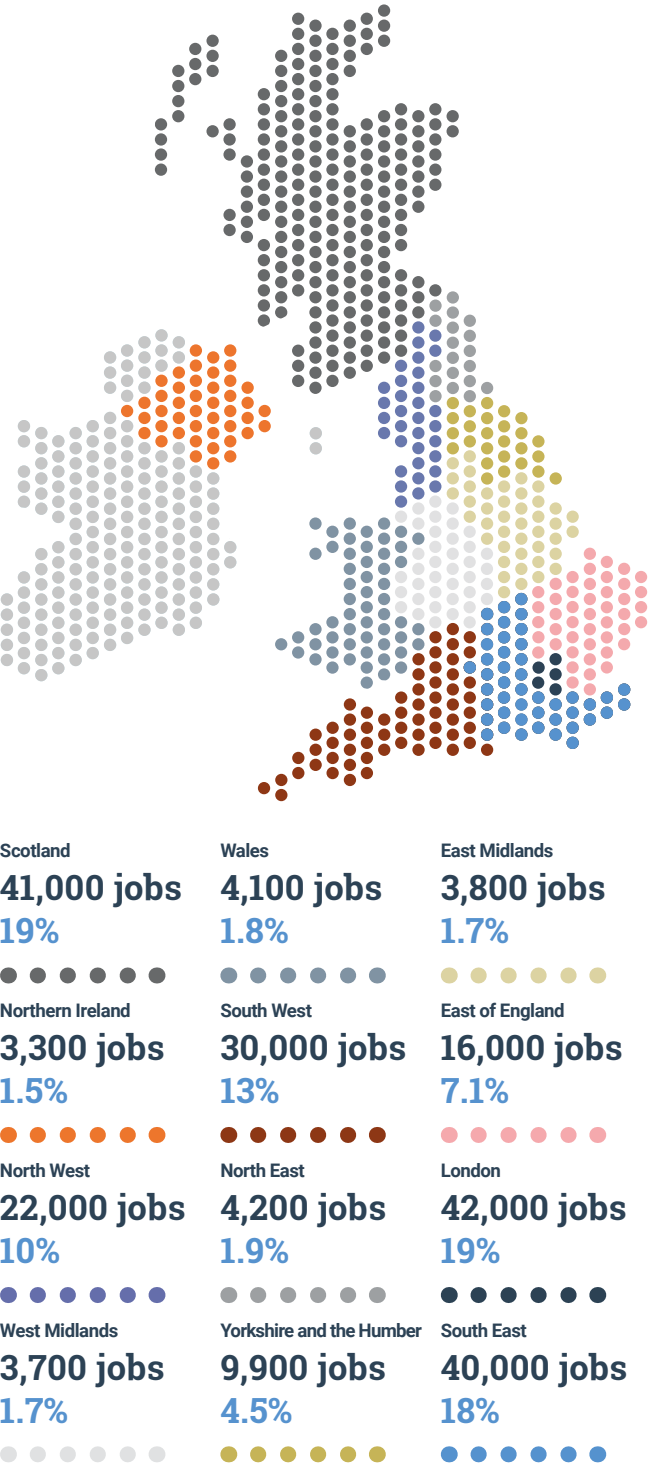 Scotland
41,000 jobs
19%
Wales
4,100 jobs
1.8%
East Midlands
3,800 jobs
1.7%
Northern Ireland
3,300 jobs
1.5%
South West
30,000 jobs
13%
East of England
16,000 jobs
7.1%
North West
22,000 jobs
10%
North East
4,200 jobs
1.9%
London
42,000 jobs
19%
West Midlands
3,700 jobs
1.7%
Yorkshire and the Humber
9,900 jobs
4.5%
South East
40,000 jobs
18%